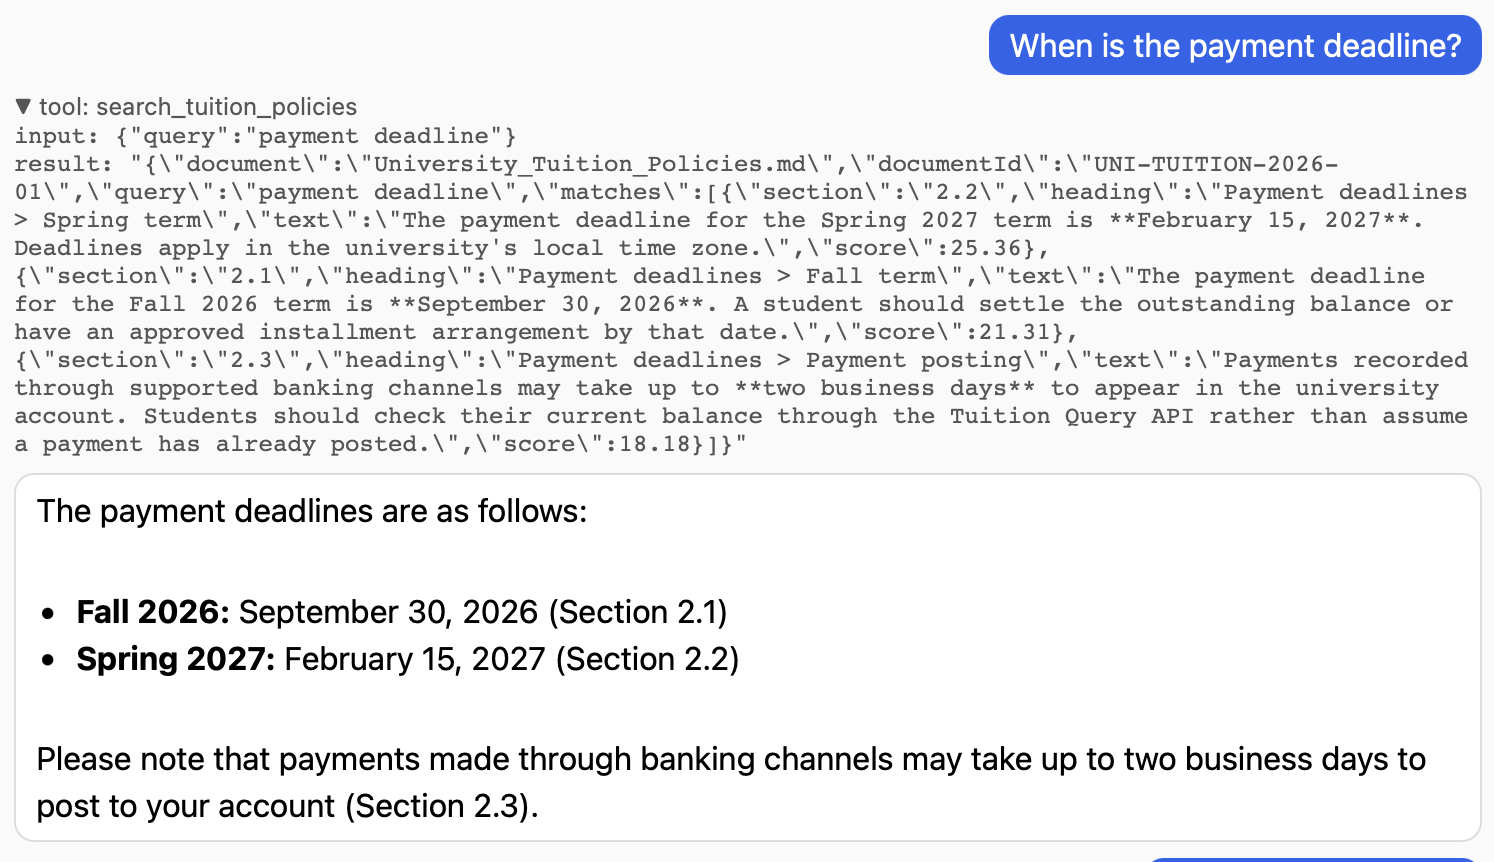 When is the payment deadline?
▼ tool: search_tuition_policies
input: {"query":"payment deadline"}
result: "{\"document\":\"University_Tuition_Policies.md\",\"documentId\":\"UNI-TUITION-2026-
01\",\"query\":\"payment deadline\",\"matches\":[{\"section\":\"2.2\",\"heading\":\"Payment deadlines
> Spring term\",\"text\":\"The payment deadline for the Spring 2027 term is **February 15, 2027**.
Deadlines apply in the university's local time zone.\",\"score\":25.36},
{\"section\":\"2.1\",\"heading\":\"Payment deadlines > Fall term\",\"text\":\"The payment deadline
for the Fall 2026 term is **September 30, 2026**. A student should settle the outstanding balance or
have an approved installment arrangement by that date.\",\"score\":21.31},
{\"section\":\"2.3\",\"heading\":\"Payment deadlines > Payment posting\",\"text\":\"Payments recorded
through supported banking channels may take up to **two business days** to appear in the university
account. Students should check their current balance through the Tuition Query API rather than assume
a payment has already posted.\",\"score\":18.18}]}"
The payment deadlines are as follows:
• Fall 2026: September 30, 2026 (Section 2.1)
• Spring 2027: February 15, 2027 (Section 2.2)
Please note that payments made through banking channels may take up to two business days to
post to your account (Section 2.3).